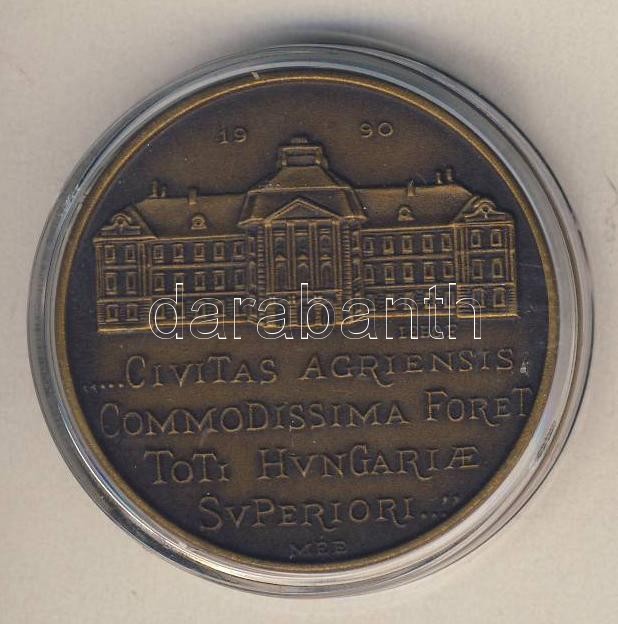 19 90
darabanth
„...CIVITAS AGRIENSIS
COMMODISSIMA FORET
TOTI HVNGARIÆ
SVPERIORI...”
MÉE